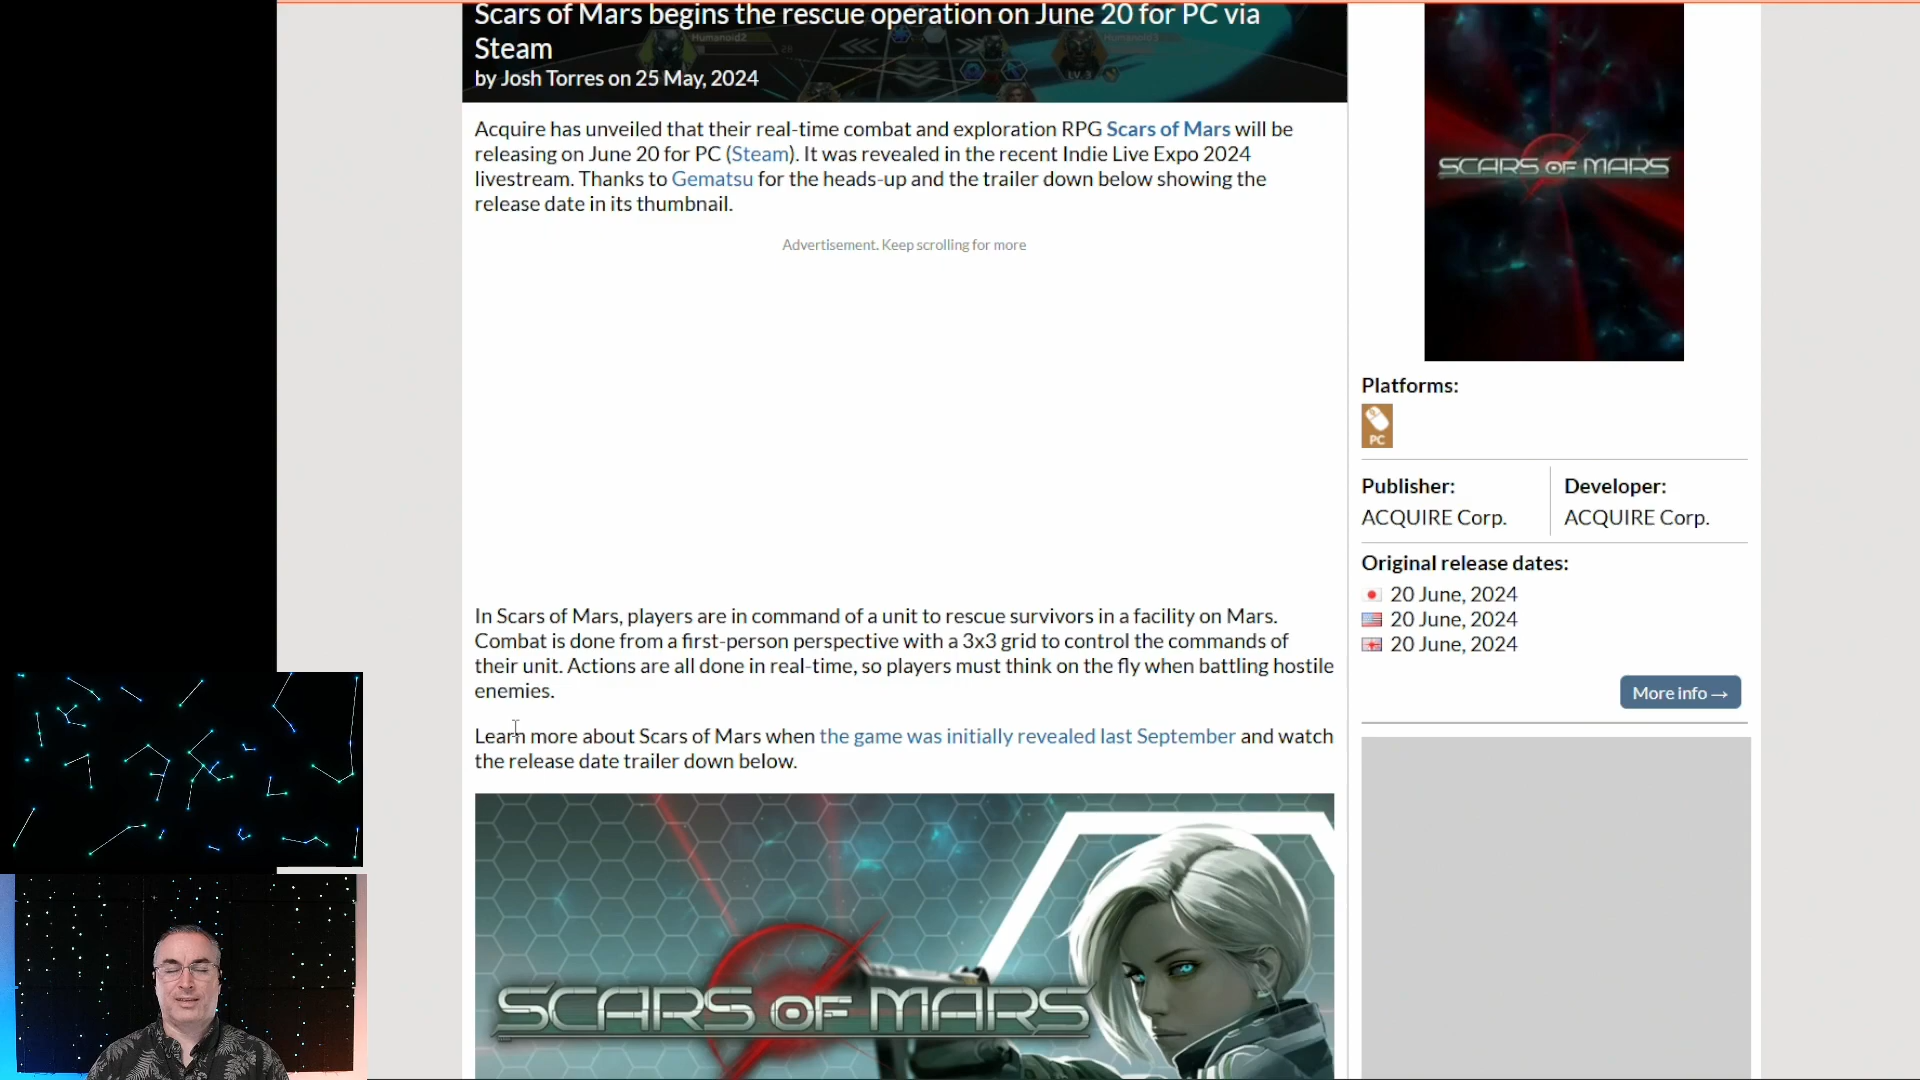 Scars of Mars begins the rescue operation on June 20 for PC via
Steam
by Josh Torres on 25 May, 2024
Humanoid2
28
LV.3
Acquire has unveiled that their real-time combat and exploration RPG Scars of Mars will be
releasing on June 20 for PC (Steam). It was revealed in the recent Indie Live Expo 2024
livestream. Thanks to Gematsu for the heads-up and the trailer down below showing the
release date in its thumbnail.
Advertisement. Keep scrolling for more
In Scars of Mars, players are in command of a unit to rescue survivors in a facility on Mars.
Combat is done from a first-person perspective with a 3x3 grid to control the commands of
their unit. Actions are all done in real-time, so players must think on the fly when battling hostile
enemies.
Learn more about Scars of Mars when the game was initially revealed last September and watch
the release date trailer down below.
SCARS OF MARS
SCARS OF MARS
Platforms:
PC
Publisher:
ACQUIRE Corp.
Developer:
ACQUIRE Corp.
Original release dates:
20 June, 2024
20 June, 2024
20 June, 2024
More info →